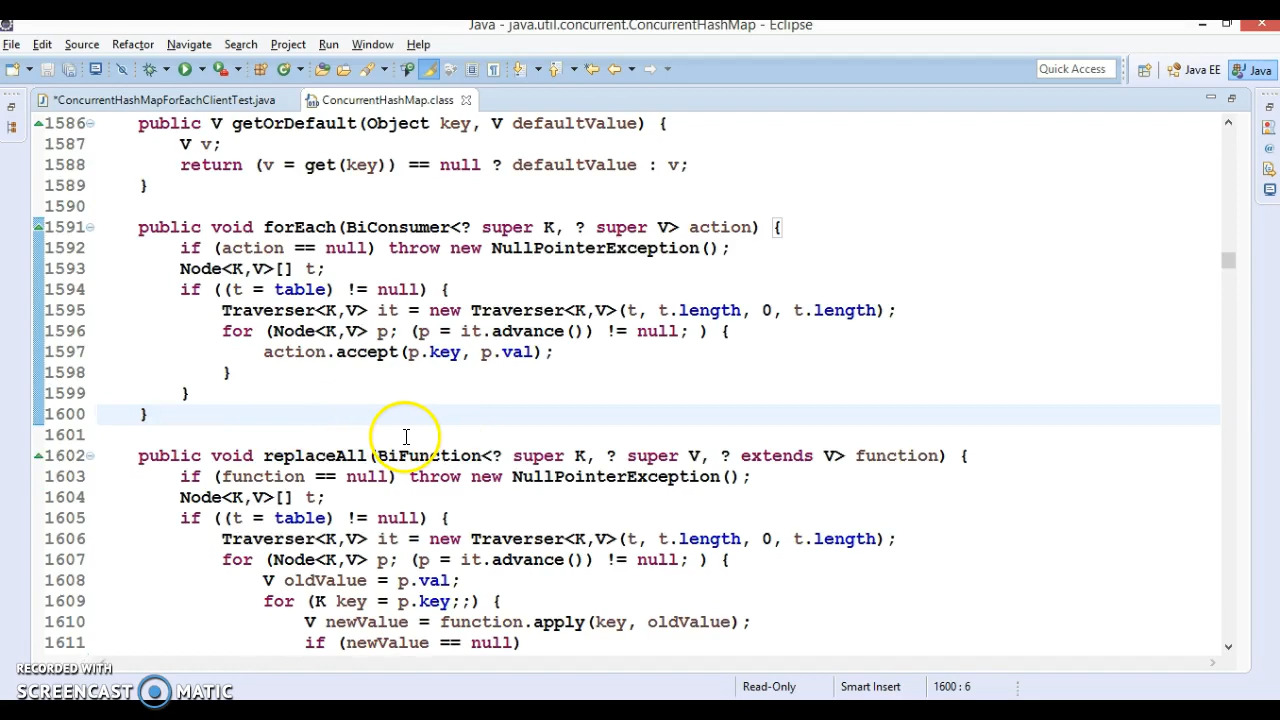 Java - java.util.concurrent.ConcurrentHashMap - Eclipse
File Edit Source Refactor Navigate Search Project Run Window Help
Quick Access Java EE Java
*ConcurrentHashMapForEachClientTest.java ConcurrentHashMap.class
1586 public V getOrDefault(Object key, V defaultValue) {
1587 V v;
1588 return (v = get(key)) == null ? defaultValue : v;
1589 }
1590
1591 public void forEach(BiConsumer<? super K, ? super V> action) {
1592 if (action == null) throw new NullPointerException();
1593 Node<K,V>[] t;
1594 if ((t = table) != null) {
1595 Traverser<K,V> it = new Traverser<K,V>(t, t.length, 0, t.length);
1596 for (Node<K,V> p; (p = it.advance()) != null; ) {
1597 action.accept(p.key, p.val);
1598 }
1599 }
1600 }
1601
1602 public void replaceAll(BiFunction<? super K, ? super V, ? extends V> function) {
1603 if (function == null) throw new NullPointerException();
1604 Node<K,V>[] t;
1605 if ((t = table) != null) {
1606 Traverser<K,V> it = new Traverser<K,V>(t, t.length, 0, t.length);
1607 for (Node<K,V> p; (p = it.advance()) != null; ) {
1608 V oldValue = p.val;
1609 for (K key = p.key;;) {
1610 V newValue = function.apply(key, oldValue);
1611 if (newValue == null)
RECORDED WITH
SCREENCAST MATIC
Read-Only Smart Insert 1600 : 6